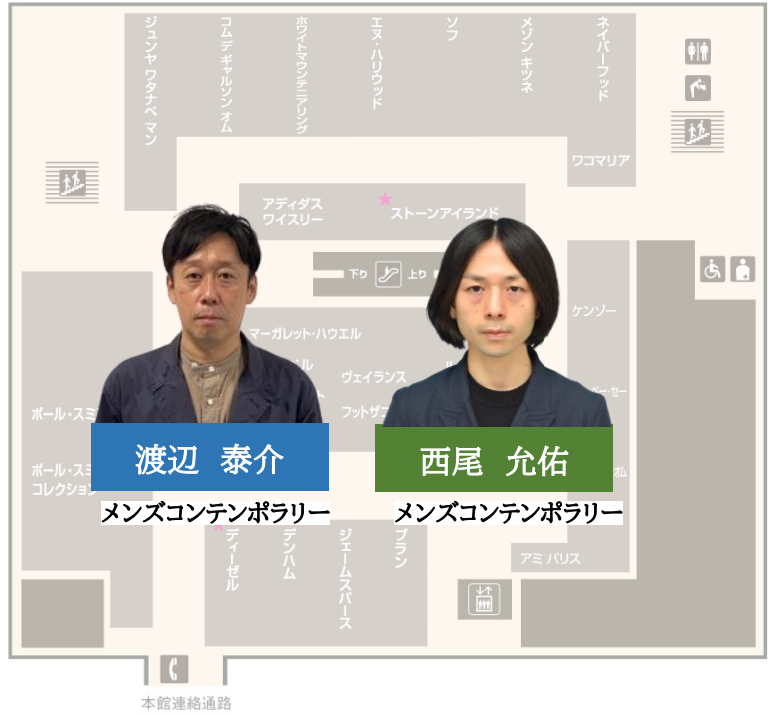 ジュンヤ ワタナベ マン
コム デ ギャルソン オム
ホワイトマウンテニアリング
エヌ・ハリウッド
ソフ
メゾン キツネ
ネイバーフッド
ワコマリア
アディダス
ワイスリー
ストーンアイランド
下り
上り
ケンゾー
マーガレット・ハウエル
ヴェイランス
ポール・スミ
ポール・スミ
コレクション
渡辺 泰介
西尾 允佑
メンズコンテンポラリー
メンズコンテンポラリー
ディーゼル
デンハム
ジェームスパース
ブラン
アミ パリス
本館連絡通路